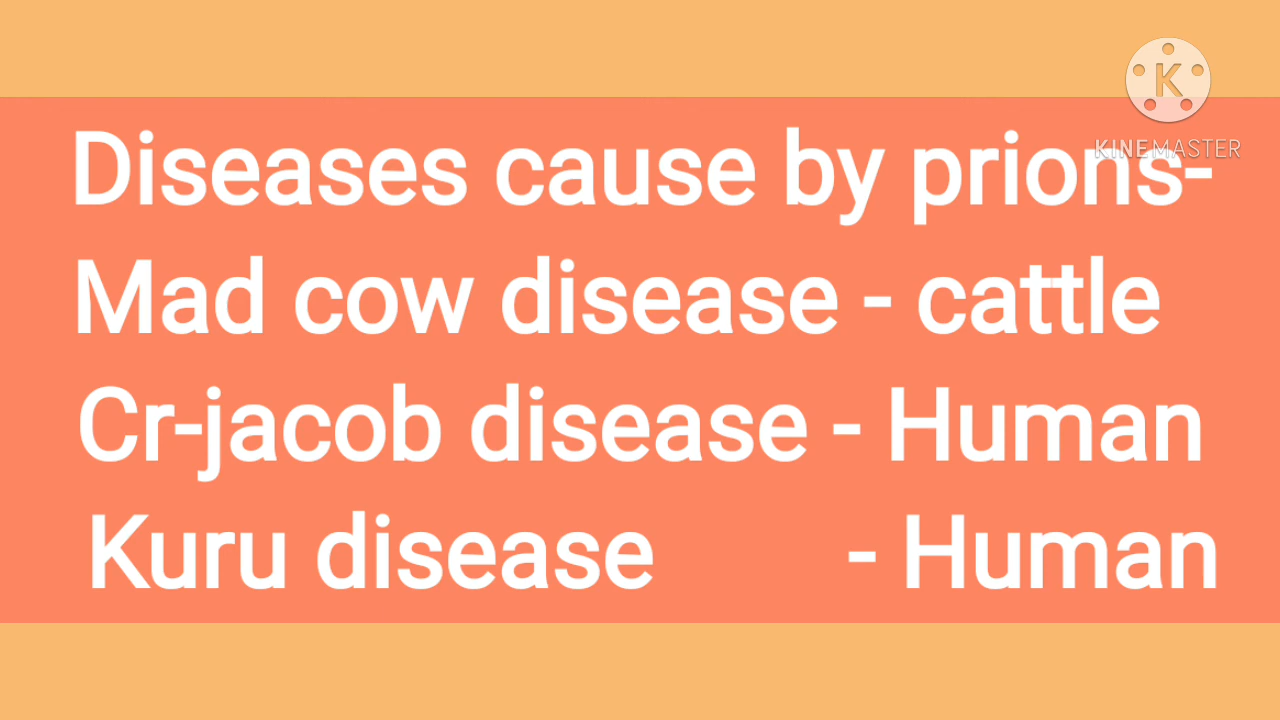 K
KINEMASTER
Diseases cause by prions-
Mad cow disease - cattle
Cr-jacob disease - Human
Kuru disease - Human